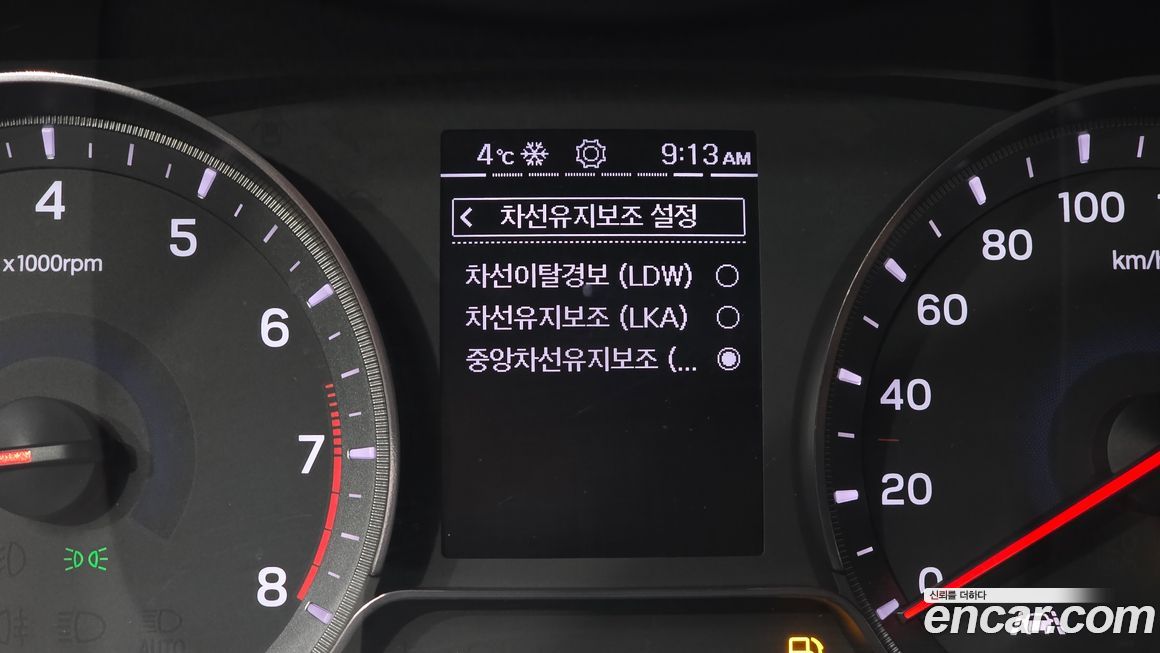 4°C 9:13 AM
차선유지보조 설정
차선이탈경보 (LDW)
차선유지보조 (LKA)
중앙차선유지보조 (...
4
5
6
7
8
x1000rpm
100
80
60
40
20
0
km/h
AUTO
신뢰를 더하다
encar.com